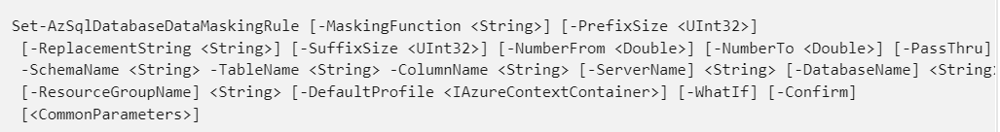 Set-AzSqlDatabaseDataMaskingRule [-MaskingFunction <String>] [-PrefixSize <UInt32>]
[-ReplacementString <String>] [-SuffixSize <UInt32>] [-NumberFrom <Double>] [-NumberTo <Double>] [-PassThru]
-SchemaName <String> -TableName <String> -ColumnName <String> [-ServerName] <String> [-DatabaseName] <String
[-ResourceGroupName] <String> [-DefaultProfile <IAzureContextContainer>] [-WhatIf] [-Confirm]
[<CommonParameters>]